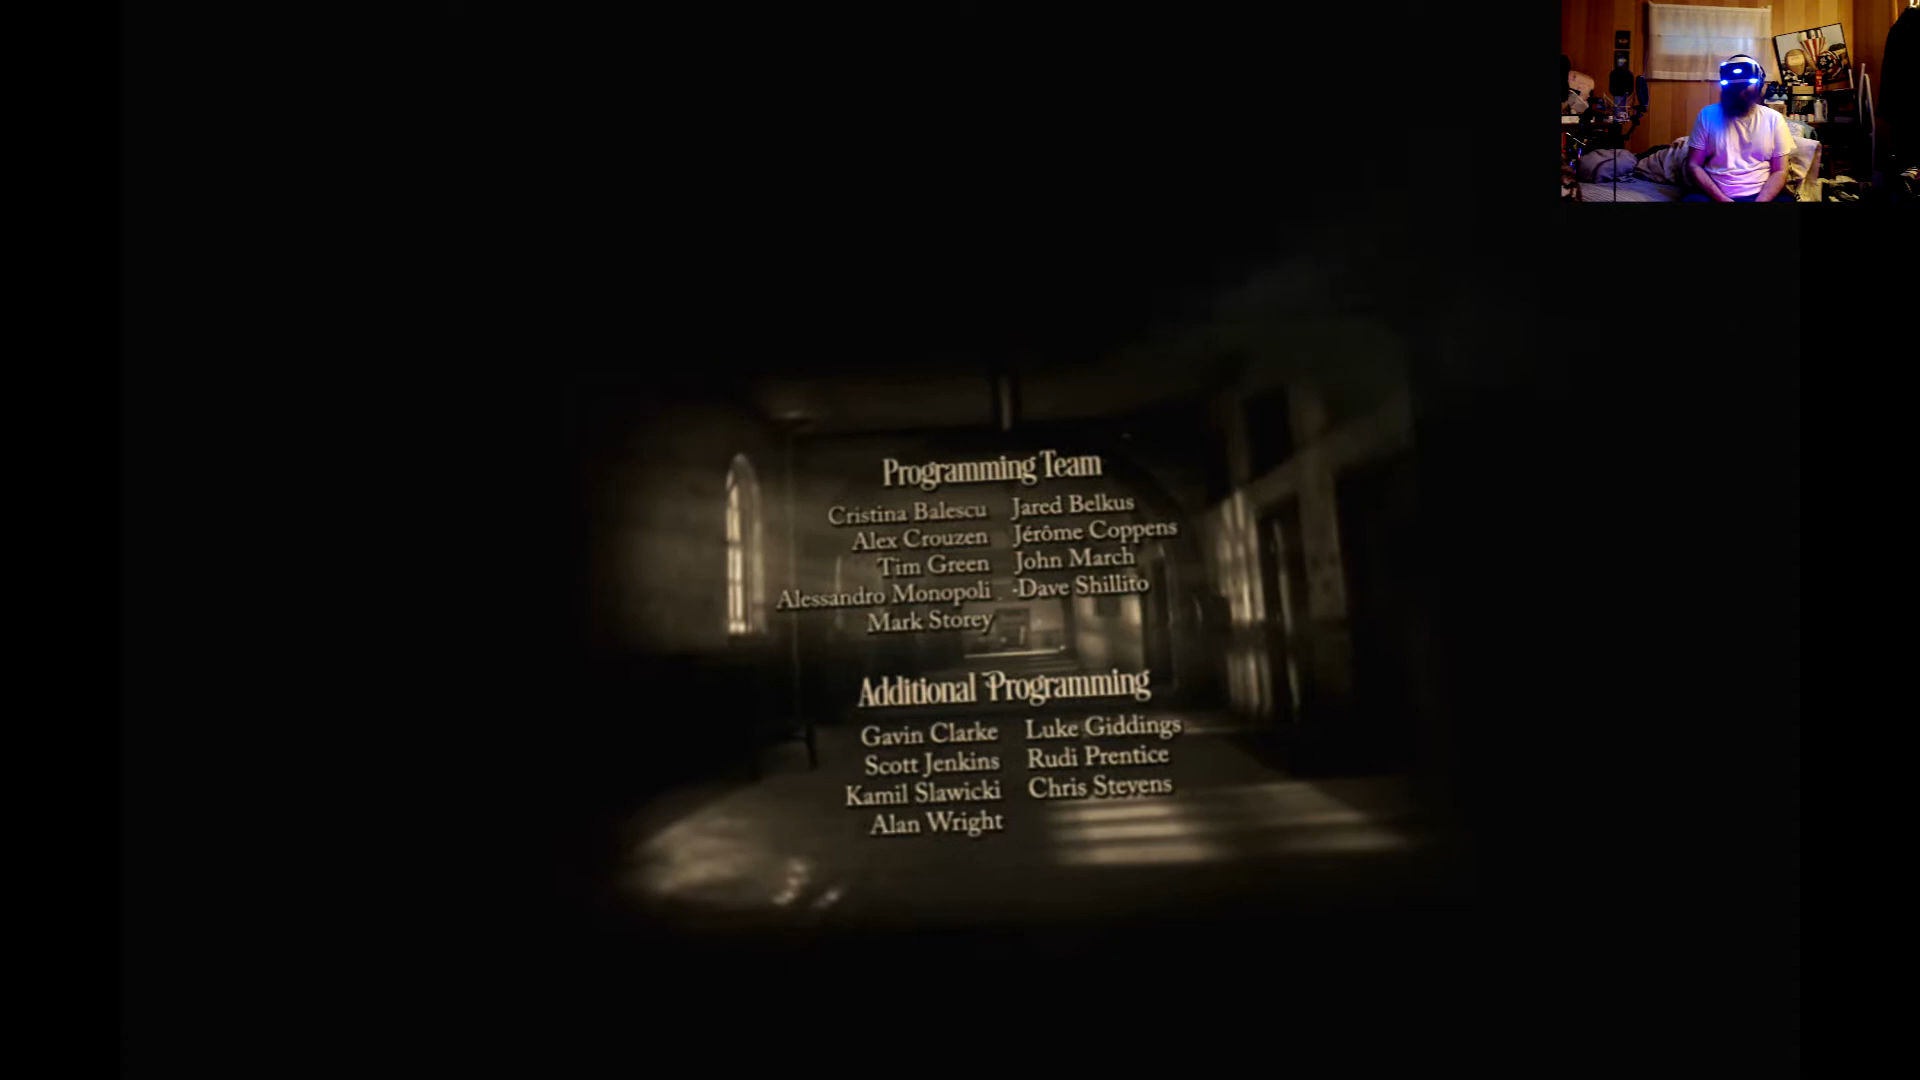 Programming Team
Cristina Balescu Jared Belkus
Alex Crouzen Jérôme Coppens
Tim Green John March
Alessandro Monopoli Dave Shillito
Mark Storey
Additional Programming
Gavin Clarke Luke Giddings
Scott Jenkins Rudi Prentice
Kamil Slawicki Chris Stevens
Alan Wright